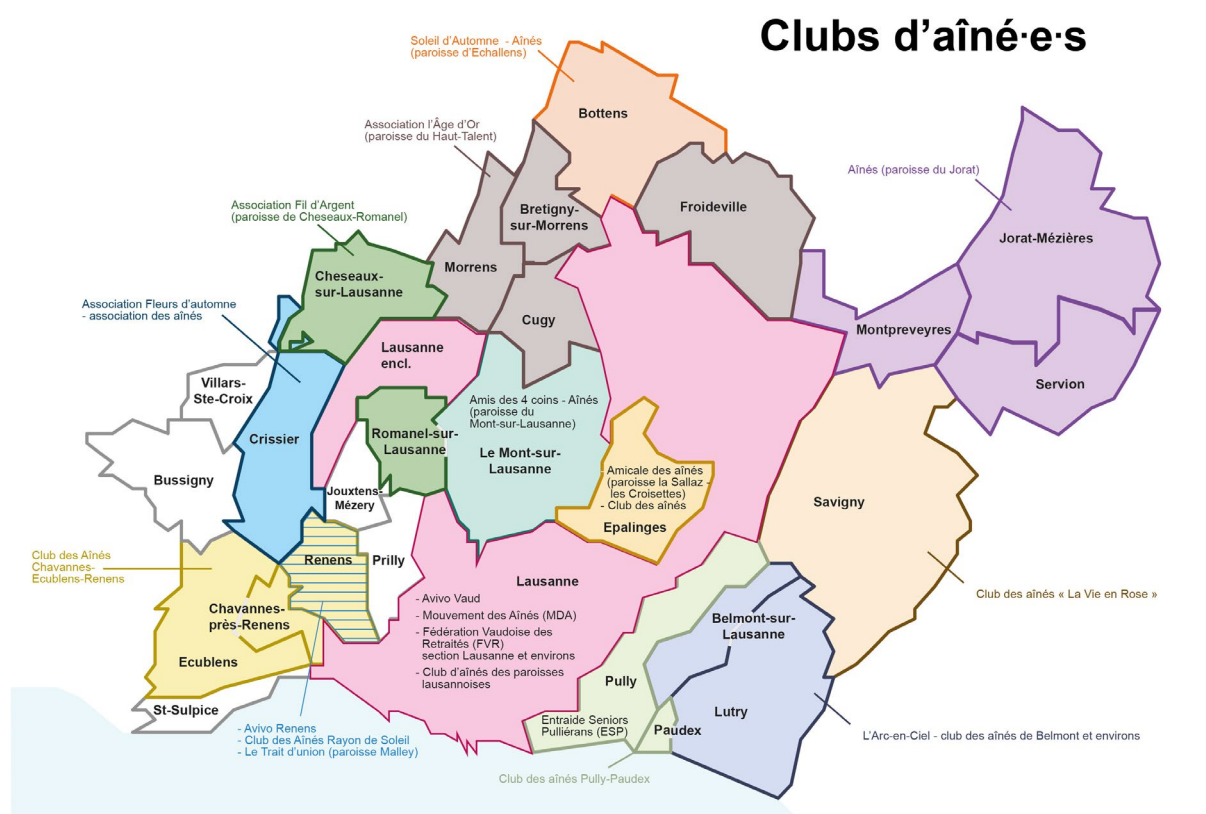 Clubs d’aîné·e·s
Soleil d’Automne - Aînés
(paroisse d’Echallens)
Bottens
Association l’Âge d’Or
(paroisse du Haut-Talent)
Aînés (paroisse du Jorat)
Association Fil d’Argent
(paroisse de Cheseaux-Romanel)
Bretigny-
sur-Morrens
Froideville
Jorat-Mézières
Morrens
Cheseaux-
sur-Lausanne
Association Fleurs d’automne
- association des aînés
Cugy
Montpreveyres
Lausanne
encl.
Villars-
Ste-Croix
Servion
Amis des 4 coins - Aînés
(paroisse du
Mont-sur-Lausanne)
Crissier
Romanel-sur-
Lausanne
Le Mont-sur-
Lausanne
Bussigny
Amicale des aînés
(paroisse la Sallaz -
les Croisettes)
- Club des aînés
Epalinges
Jouxtens-
Mézery
Savigny
Club des Aînés
Chavannes-
Ecublens-Renens
Renens
Prilly
Lausanne
- Avivo Vaud
- Mouvement des Aînés (MDA)
- Fédération Vaudoise des
Retraités (FVR)
section Lausanne et environs
- Club d’aînés des paroisses
lausannoises
Club des aînés « La Vie en Rose »
Chavannes-
près-Renens
Belmont-sur-
Lausanne
Ecublens
Pully
St-Sulpice
Lutry
Entraide Seniors
Pulliérans (ESP)
Paudex
- Avivo Renens
- Club des Aînés Rayon de Soleil
- Le Trait d’union (paroisse Malley)
L’Arc-en-Ciel - club des aînés de Belmont et environs
Club des aînés Pully-Paudex